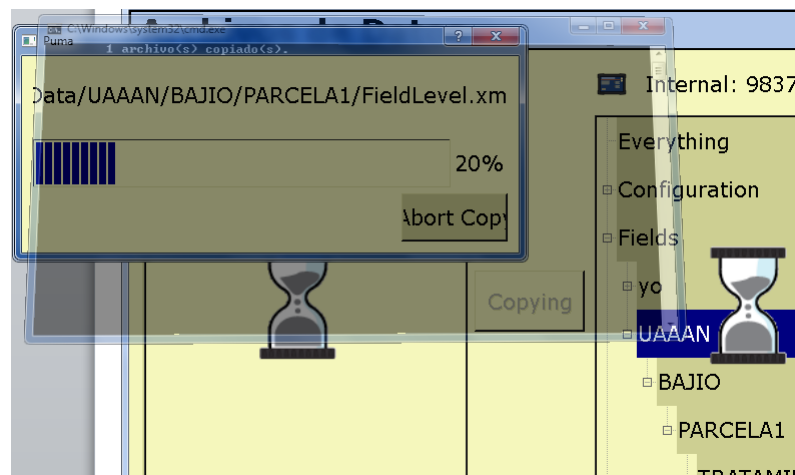 C:\Windows\system32\cmd.exe
Puma
1 archivo(s) copiado(s).
Data/UAAAN/BAJIO/PARCELA1/FieldLevel.xm
20%
Abort Copy
Copying
Internal: 9837
Everything
Configuration
Fields
yo
UAAAN
BAJIO
PARCELA1